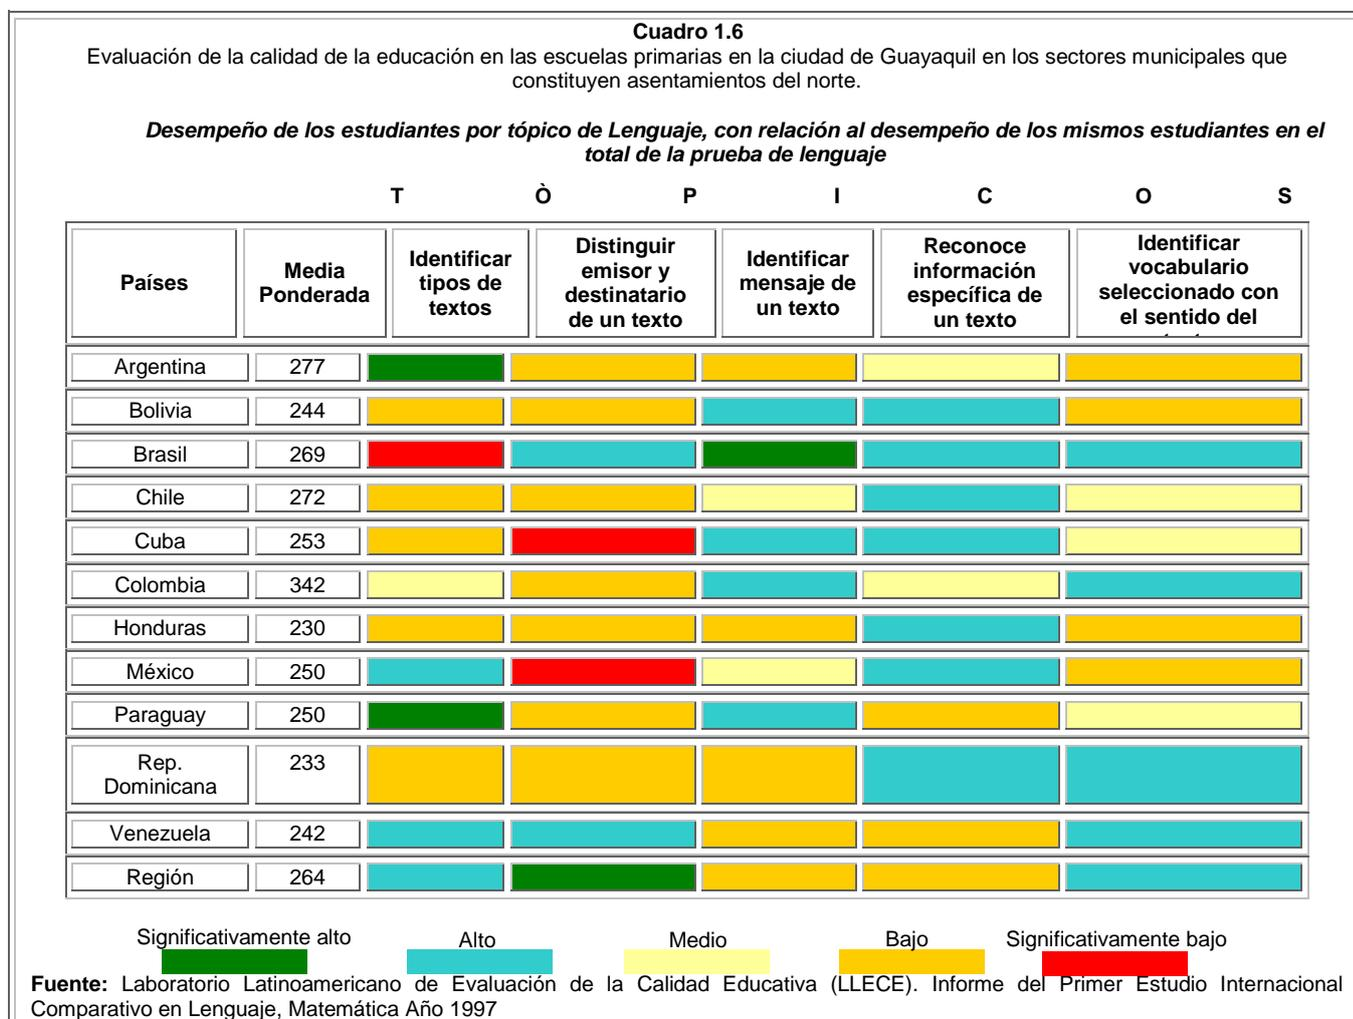 Cuadro 1.6
Evaluación de la calidad de la educación en las escuelas primarias en la ciudad de Guayaquil en los sectores municipales que
constituyen asentamientos del norte.
Desempeño de los estudiantes por tópico de Lenguaje, con relación al desempeño de los mismos estudiantes en el
total de la prueba de lenguaje
T Ò P I C O S
Países
Media
Ponderada
Identificar
tipos de
textos
Distinguir
emisor y
destinatario
de un texto
Identificar
mensaje de
un texto
Reconoce
información
específica de
un texto
Identificar
vocabulario
seleccionado con
el sentido del
Argentina 277
Bolivia 244
Brasil 269
Chile 272
Cuba 253
Colombia 342
Honduras 230
México 250
Paraguay 250
Rep.
Dominicana
233
Venezuela 242
Región 264
Significativamente alto Alto Medio Bajo Significativamente bajo
Fuente: Laboratorio Latinoamericano de Evaluación de la Calidad Educativa (LLECE). Informe del Primer Estudio Internacional
Comparativo en Lenguaje, Matemática Año 1997